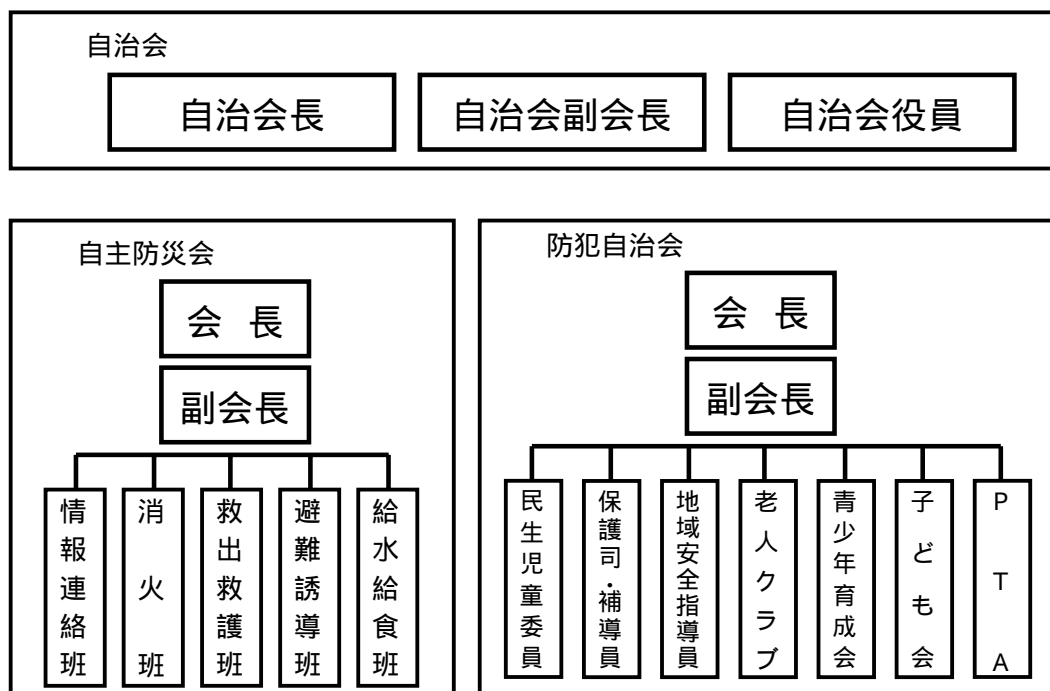 自治会
自治会長
自治会副会長
自治会役員
自主防災会
会 長
副会長
情報連絡班
消火班
救出救護班
避難誘導班
給水給食班
防犯自治会
会 長
副会長
民生児童委員
保護司・補導員
地域安全指導員
老人クラブ
青少年育成会
子ども会
PTA